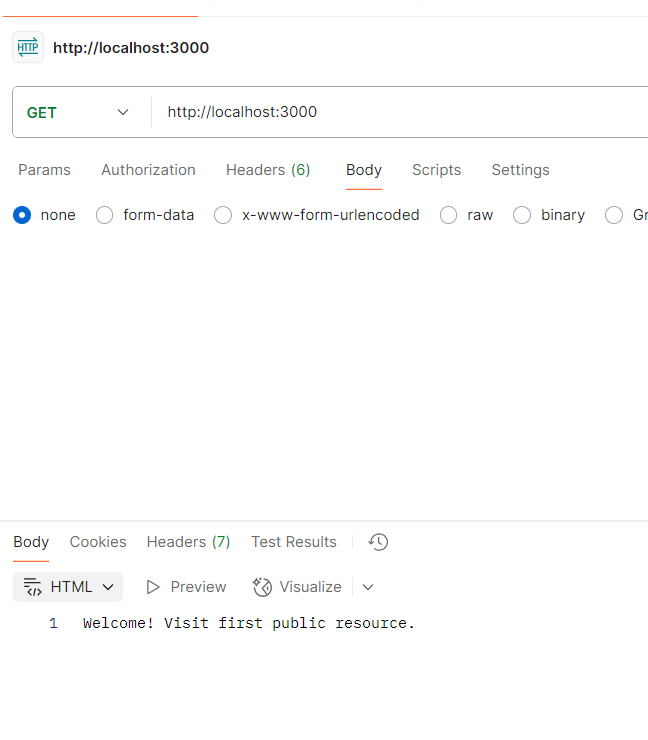 HTTP http://localhost:3000
GET http://localhost:3000
Params Authorization Headers (6) Body Scripts Settings
none form-data x-www-form-urlencoded raw binary Gr
Body Cookies Headers (7) Test Results
HTML Preview Visualize
1 Welcome! Visit first public resource.